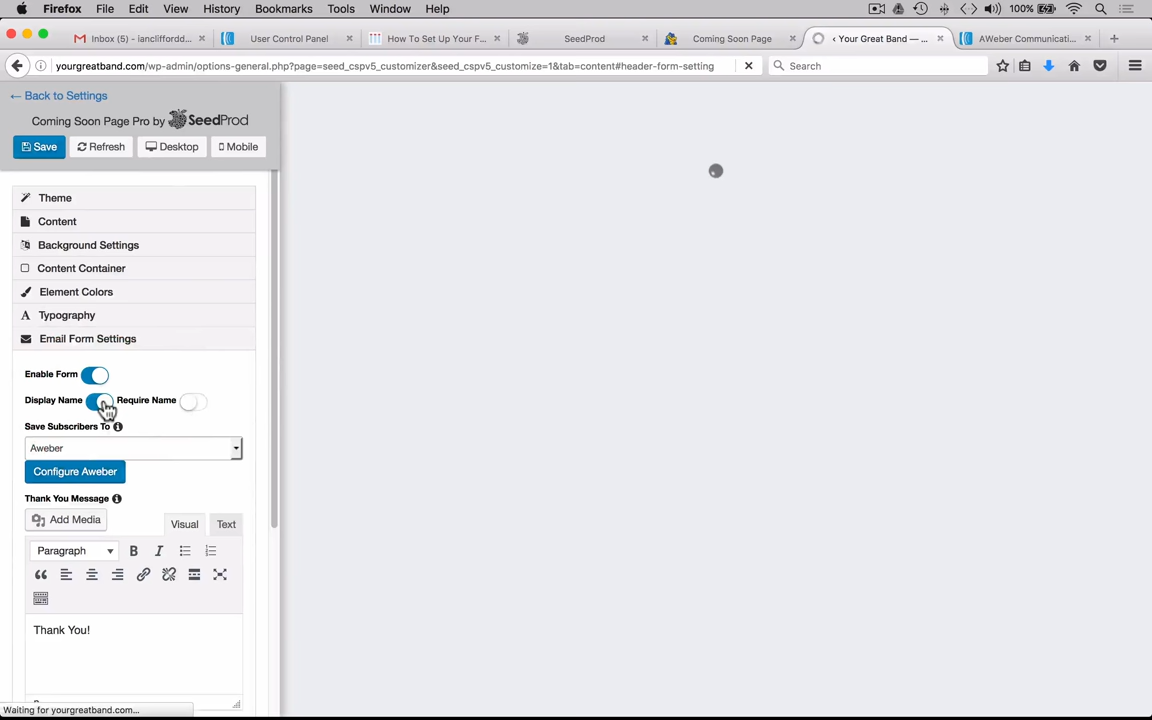 Firefox File Edit View History Bookmarks Tools Window Help 100%
Inbox (5) - ianclifforddd... × User Control Panel × How To Set Up Your F... × SeedProd × Coming Soon Page × ‹ Your Great Band — ... × AWeber Communicati... × +
yourgreatband.com/wp-admin/options-general.php?page=seed_cspv5_customizer&seed_cspv5_customize=1&tab=content#header-form-setting Search
← Back to Settings
Coming Soon Page Pro by SeedProd
Save Refresh Desktop Mobile
Theme
Content
Background Settings
Content Container
Element Colors
Typography
Email Form Settings
Enable Form
Display Name Require Name
Save Subscribers To
Aweber
Configure Aweber
Thank You Message
Add Media Visual Text
Paragraph B I
Thank You!
Waiting for yourgreatband.com...